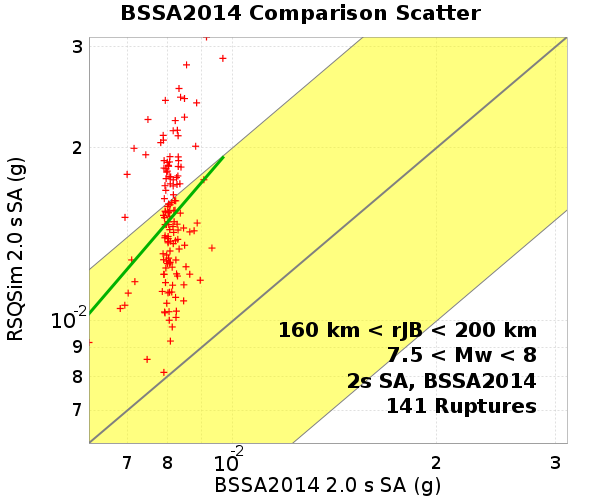 BSSA2014 Comparison Scatter
RSQSim 2.0 s SA (g)
3
2
10-2
9
8
7
160 km < rJB < 200 km
7.5 < Mw < 8
2s SA, BSSA2014
141 Ruptures
7 8 10-2 2 3
BSSA2014 2.0 s SA (g)